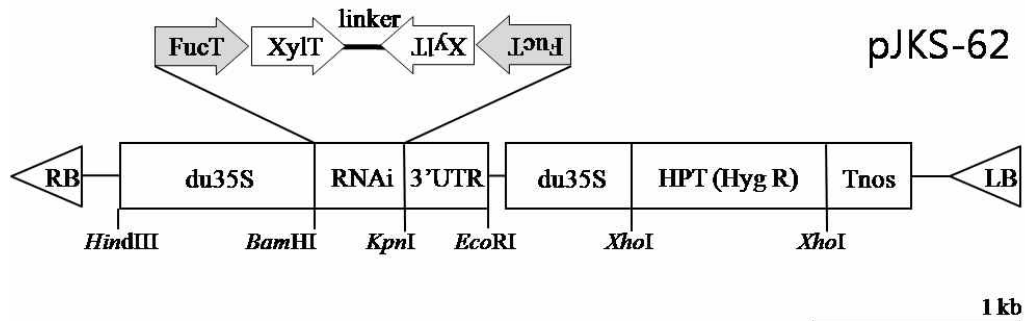 linker
FucT XylT XylT FucT
pJKS-62
RB du35S RNAi 3'UTR du35S HPT (Hyg R) Tnos LB
HindIII BamHI KpnI EcoRI XhoI XhoI
1 kb